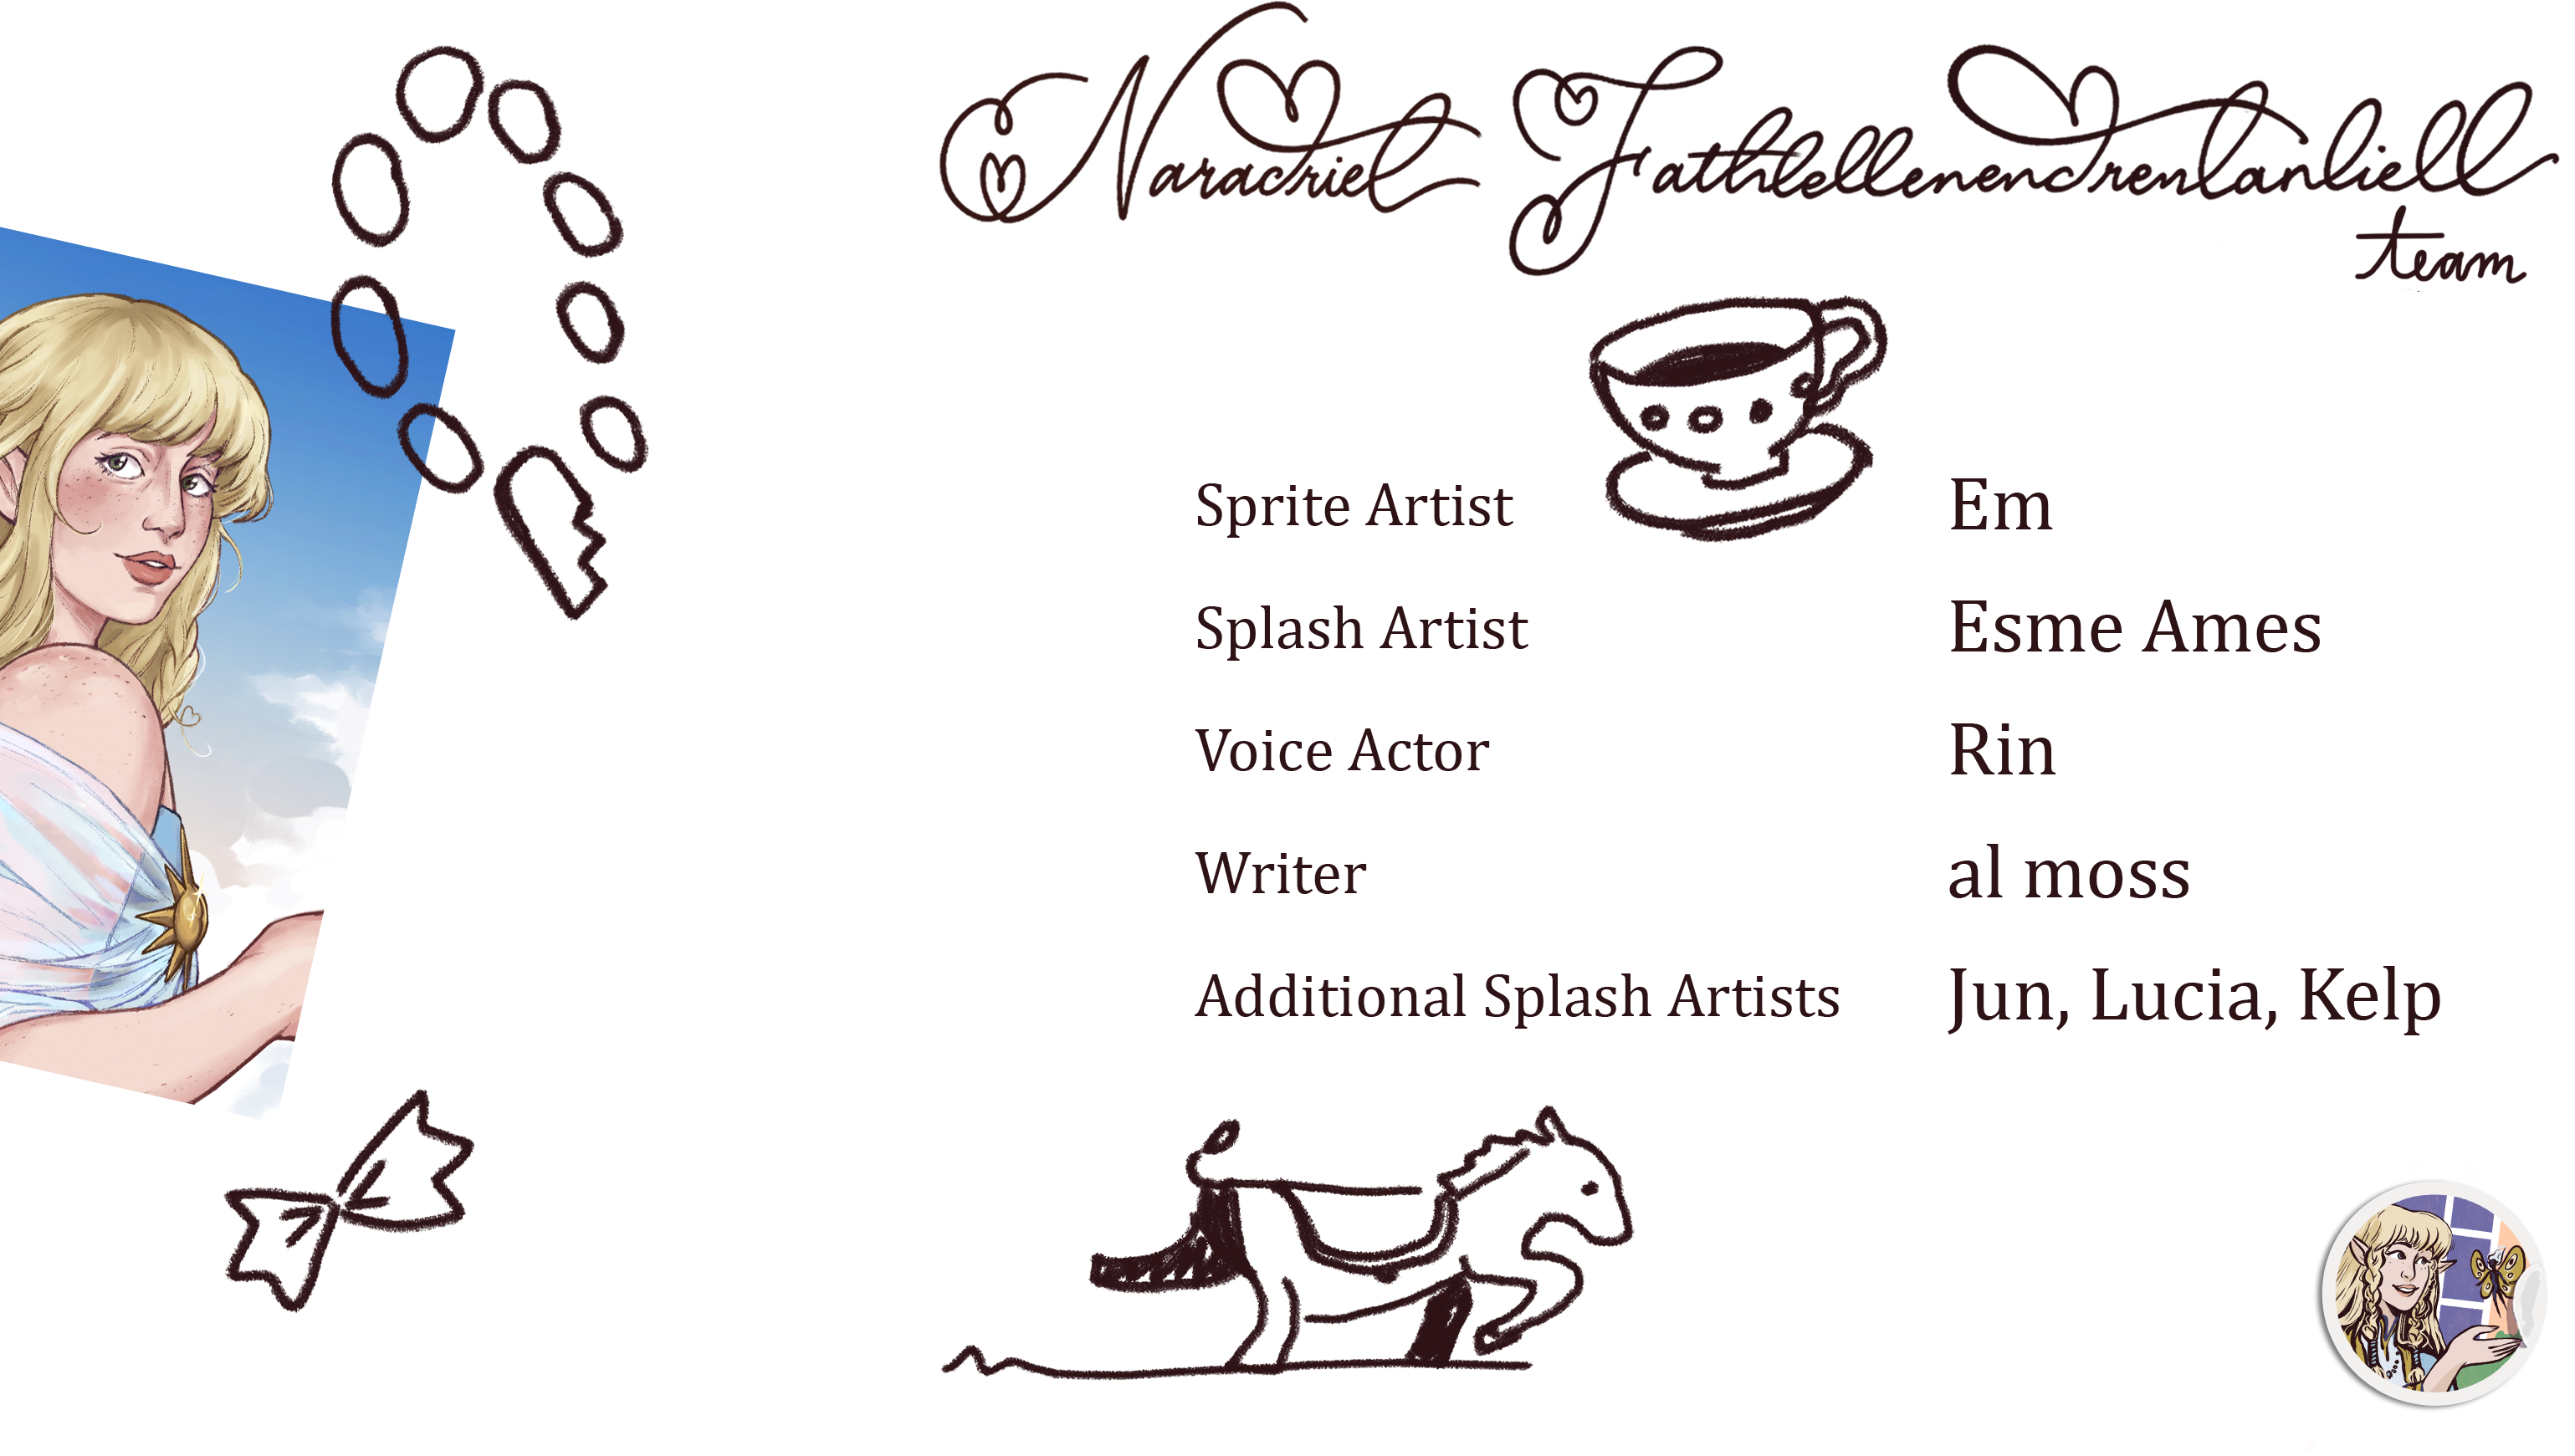 Naradriel Fathlellenendrenlanliell
team
Sprite Artist Em
Splash Artist Esme Ames
Voice Actor Rin
Writer al moss
Additional Splash Artists Jun, Lucia, Kelp